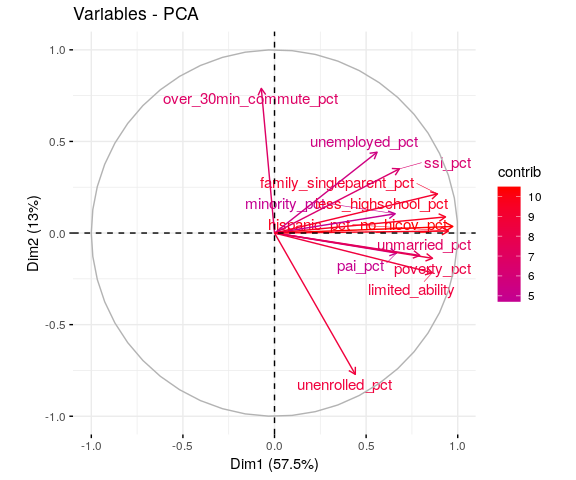 Variables - PCA
1.0
over_30min_commute_pct
0.5
unemployed_pct
ssi_pct
contrib
family_singleparent_pct
minority_pct
less_highschool_pct
hispanic_pct
no_hicov_pct
0.0
unmarried_pct
pai_pct
poverty_pct
limited_ability
-0.5
unenrolled_pct
-1.0
Dim2 (13%)
10
9
8
7
6
5
-1.0 -0.5 0.0 0.5 1.0
Dim1 (57.5%)